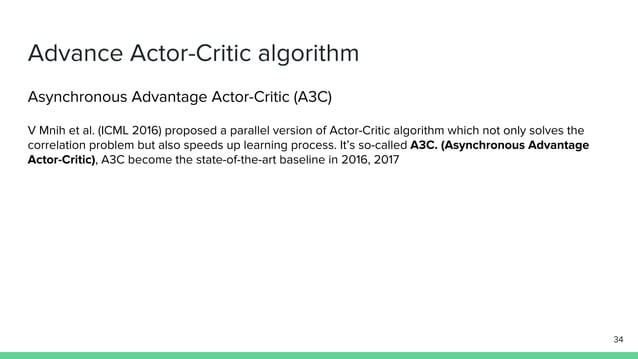 Advance Actor-Critic algorithm
Asynchronous Advantage Actor-Critic (A3C)
V Mnih et al. (ICML 2016) proposed a parallel version of Actor-Critic algorithm which not only solves the
correlation problem but also speeds up learning process. It’s so-called A3C. (Asynchronous Advantage
Actor-Critic), A3C become the state-of-the-art baseline in 2016, 2017
34